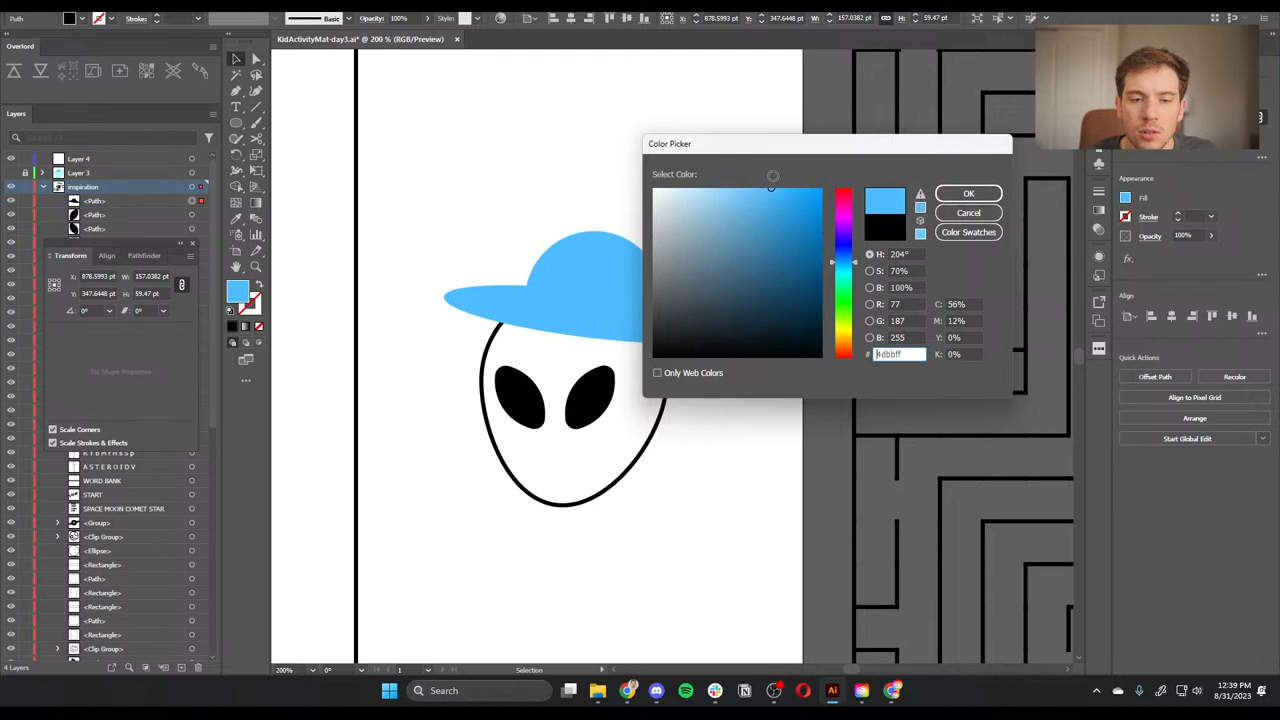 Path
Stroke:
Basic
Opacity: 100%
Style:
X: 878.5993 pt
Y: 347.6448 pt
W: 157.0382 pt
H: 59.47 pt
KidActivityMat-day3.ai* @ 200 % (RGB/Preview)
Overlord
Layers
Layer 4
Layer 3
inspiration
<Path>
<Path>
<Path>
Transform
Align
Pathfinder
X: 878.5993 pt
W: 157.0382 pt
Y: 347.6448 pt
H: 59.47 pt
0°
0°
No Shape Properties
Scale Corners
Scale Strokes & Effects
A S T E R O I D V
WORD BANK
START
SPACE MOON COMET STAR
<Group>
<Clip Group>
<Ellipse>
<Rectangle>
<Path>
<Rectangle>
<Rectangle>
<Path>
<Rectangle>
<Clip Group>
4 Layers
Color Picker
Select Color:
OK
Cancel
Color Swatches
H: 204°
S: 70%
B: 100%
R: 77
G: 187
B: 255
# 4dbbff
C: 56%
M: 12%
Y: 0%
K: 0%
Only Web Colors
Appearance
Fill
Stroke
Opacity 100%
fx.
Align
Quick Actions
Offset Path
Recolor
Align to Pixel Grid
Arrange
Start Global Edit
200%
0°
1
Selection
Search
Ai
12:39 PM
8/31/2023